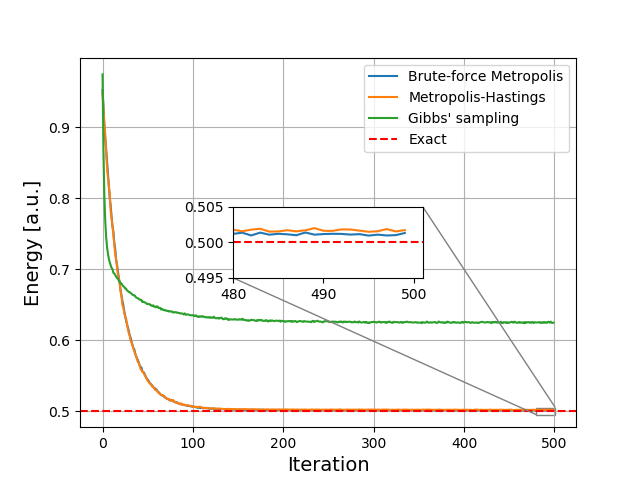 Brute-force Metropolis
Metropolis-Hastings
Gibbs' sampling
Exact
Energy [a.u.]
0.9
0.8
0.7
0.6
0.5
0.505
0.500
0.495
480 490 500
0 100 200 300 400 500
Iteration